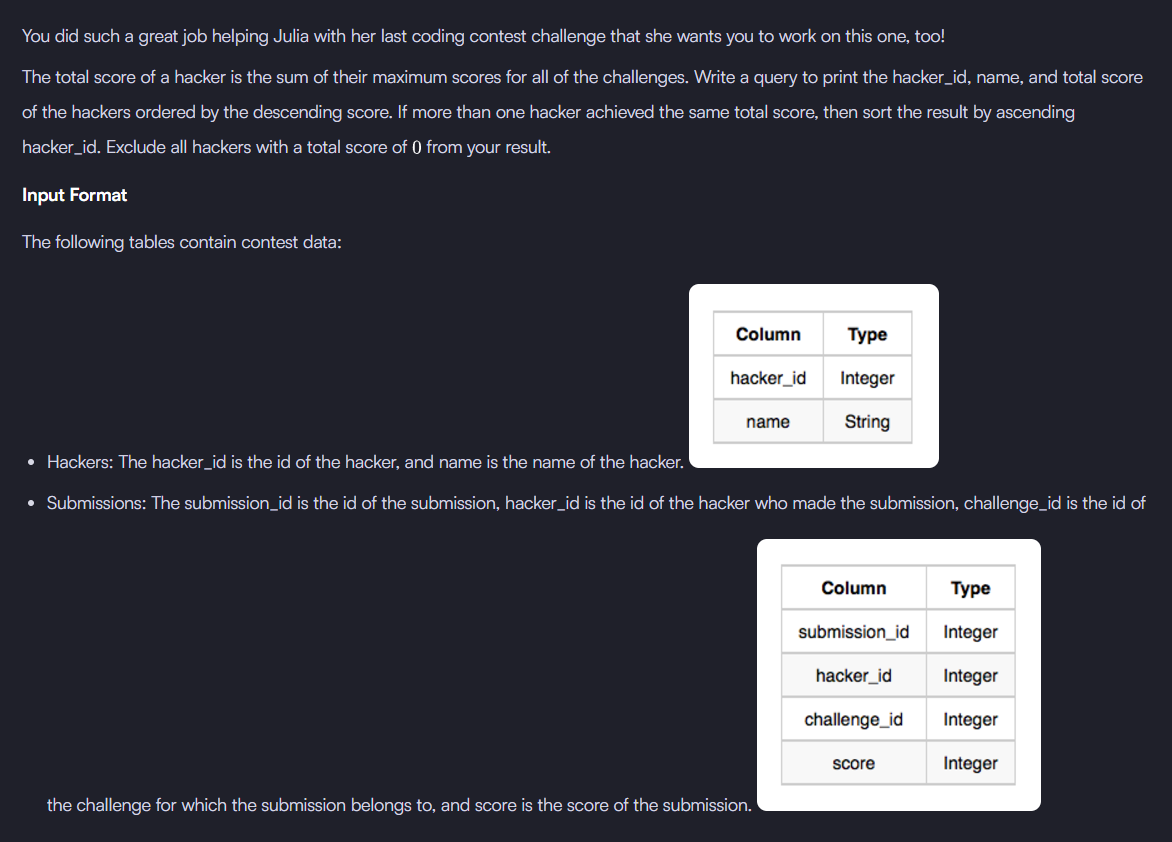 You did such a great job helping Julia with her last coding contest challenge that she wants you to work on this one, too!
The total score of a hacker is the sum of their maximum scores for all of the challenges. Write a query to print the hacker_id, name, and total score
of the hackers ordered by the descending score. If more than one hacker achieved the same total score, then sort the result by ascending
hacker_id. Exclude all hackers with a total score of 0 from your result.
Input Format
The following tables contain contest data:
Column Type
hacker_id Integer
name String
• Hackers: The hacker_id is the id of the hacker, and name is the name of the hacker.
• Submissions: The submission_id is the id of the submission, hacker_id is the id of the hacker who made the submission, challenge_id is the id of
Column Type
submission_id Integer
hacker_id Integer
challenge_id Integer
score Integer
the challenge for which the submission belongs to, and score is the score of the submission.